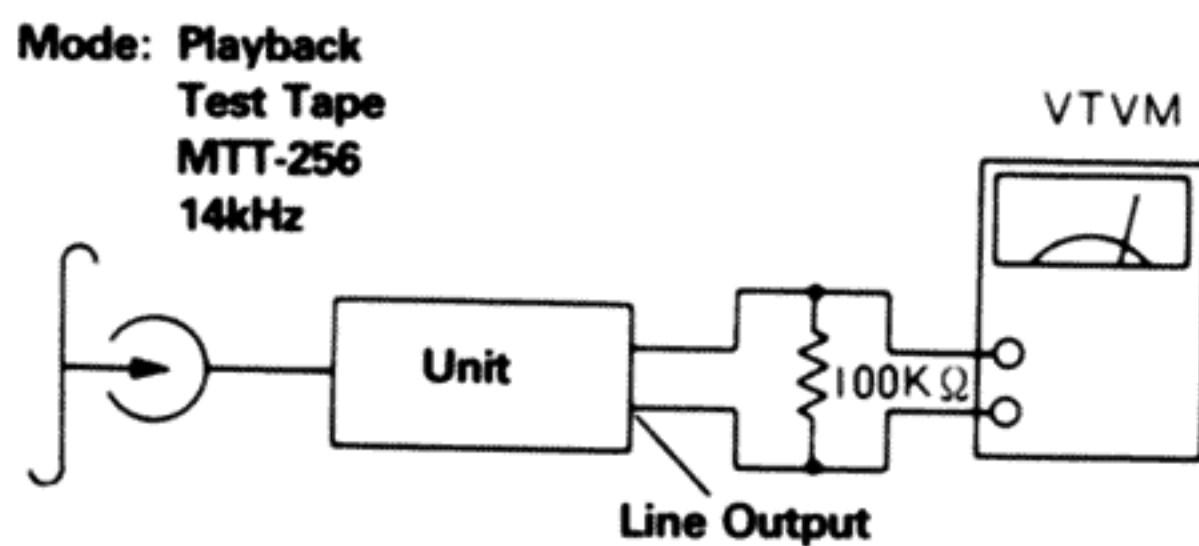 Mode: Playback
Test Tape
MTT-256
14kHz
VTVM
Unit
100KΩ
Line Output